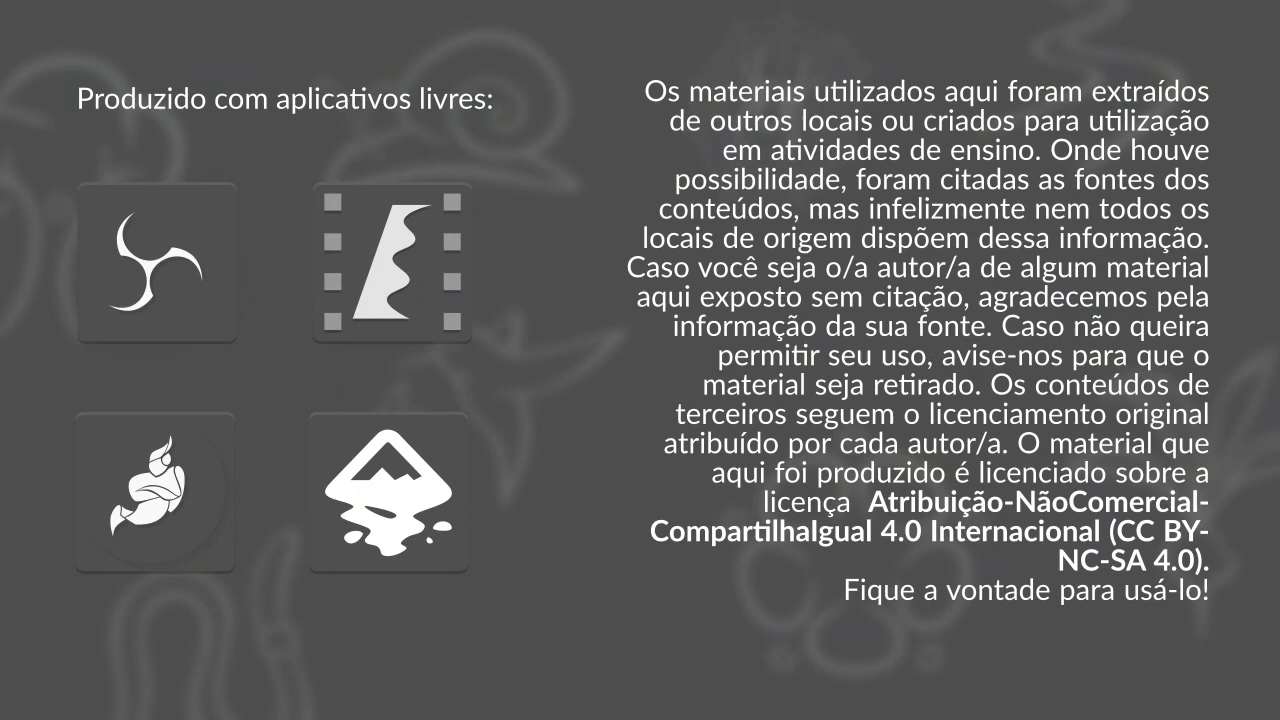 Produzido com aplicativos livres:
Os materiais utilizados aqui foram extraídos
de outros locais ou criados para utilização
em atividades de ensino. Onde houve
possibilidade, foram citadas as fontes dos
conteúdos, mas infelizmente nem todos os
locais de origem dispõem dessa informação.
Caso você seja o/a autor/a de algum material
aqui exposto sem citação, agradecemos pela
informação da sua fonte. Caso não queira
permitir seu uso, avise-nos para que o
material seja retirado. Os conteúdos de
terceiros seguem o licenciamento original
atribuído por cada autor/a. O material que
aqui foi produzido é licenciado sobre a
licença Atribuição-NãoComercial-
CompartilhaIgual 4.0 Internacional (CC BY-
NC-SA 4.0).
Fique a vontade para usá-lo!